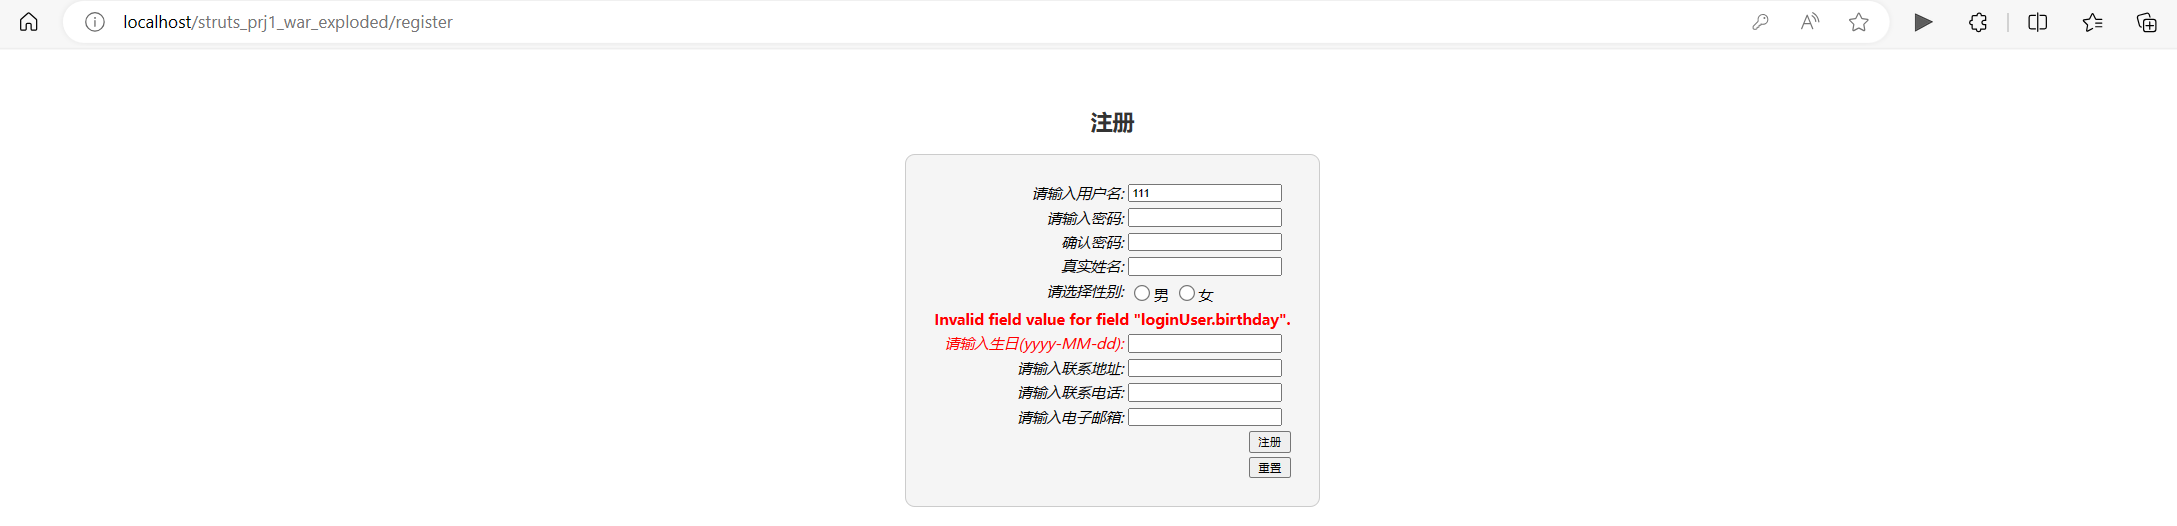 localhost/struts_prj1_war_exploded/register
注册
请输入用户名: 111
请输入密码:
确认密码:
真实姓名:
请选择性别: 男 女
Invalid field value for field "loginUser.birthday".
请输入生日(yyyy-MM-dd):
请输入联系地址:
请输入联系电话:
请输入电子邮箱:
注册
重置